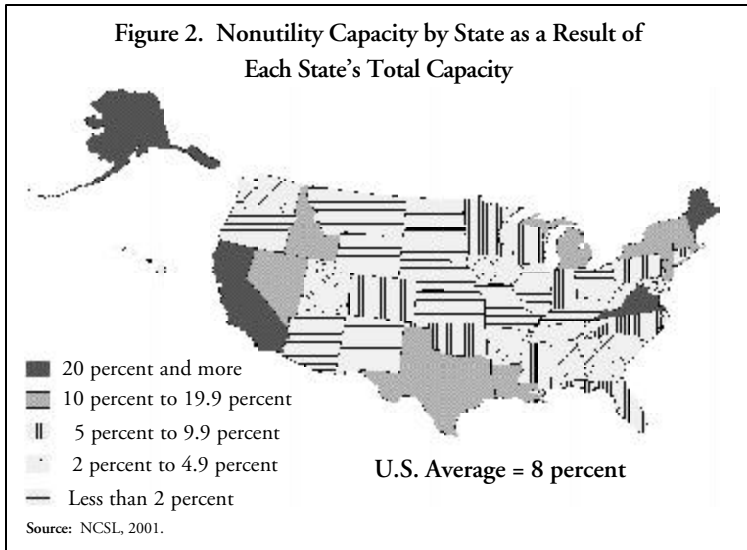 Figure 2. Nonutility Capacity by State as a Result of
Each State's Total Capacity
20 percent and more
10 percent to 19.9 percent
5 percent to 9.9 percent
2 percent to 4.9 percent
Less than 2 percent
U.S. Average = 8 percent
Source: NCSL, 2001.